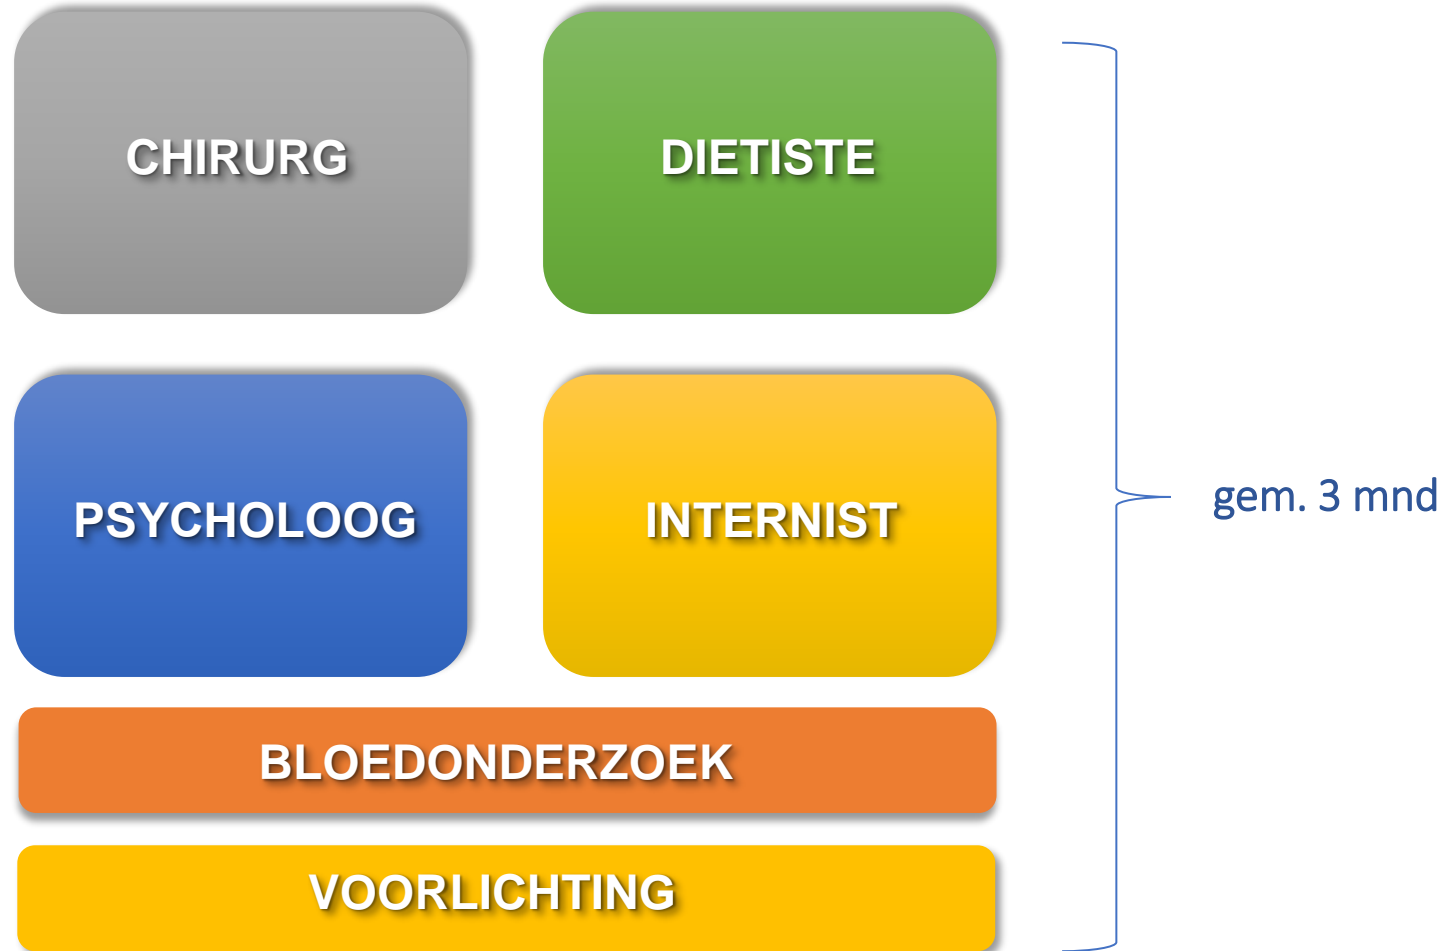 CHIRURG
DIETISTE
PSYCHOLOOG
INTERNIST
BLOEDONDERZOEK
VOORLICHTING
gem. 3 mnd